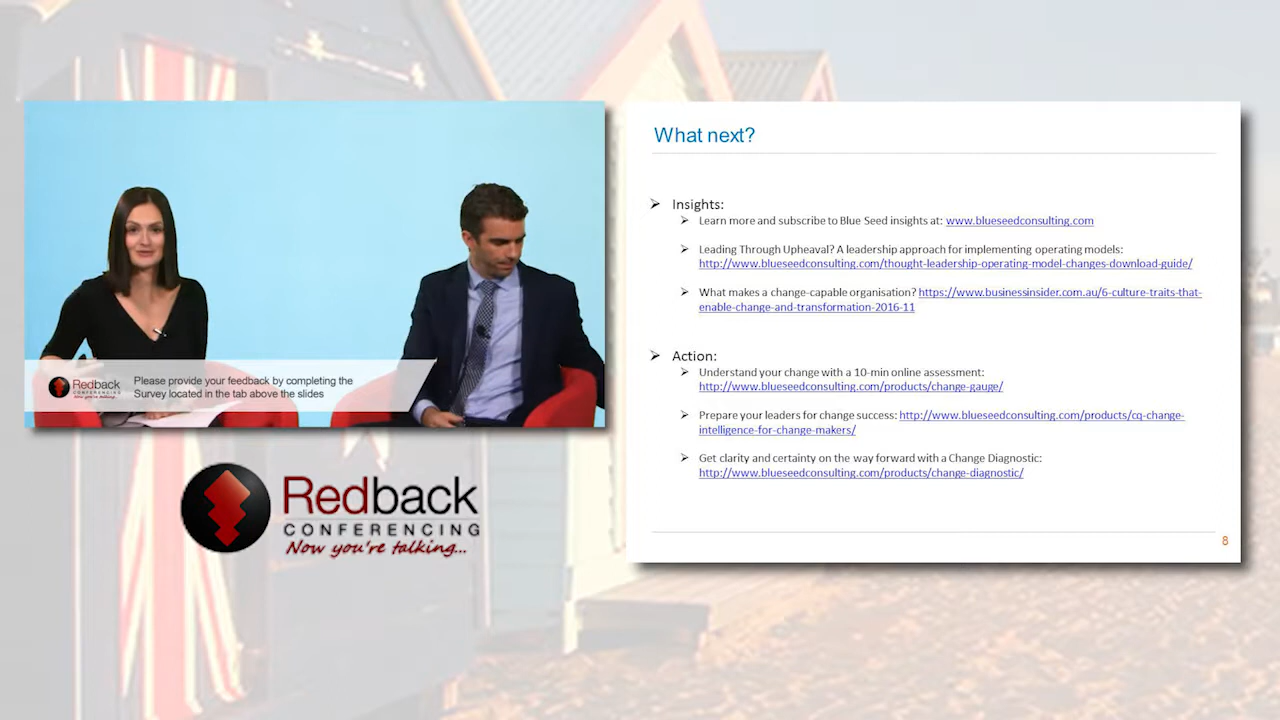 Redback
CONFERENCING
Now you're talking...
Please provide your feedback by completing the
Survey located in the tab above the slides
Redback
CONFERENCING
Now you're talking...
What next?
Insights:
Learn more and subscribe to Blue Seed insights at: www.blueseedconsulting.com
Leading Through Upheaval? A leadership approach for implementing operating models:
http://www.blueseedconsulting.com/thought-leadership-operating-model-changes-download-guide/
What makes a change-capable organisation? https://www.businessinsider.com.au/6-culture-traits-that-
enable-change-and-transformation-2016-11
Action:
Understand your change with a 10-min online assessment:
http://www.blueseedconsulting.com/products/change-gauge/
Prepare your leaders for change success: http://www.blueseedconsulting.com/products/cq-change-
intelligence-for-change-makers/
Get clarity and certainty on the way forward with a Change Diagnostic:
http://www.blueseedconsulting.com/products/change-diagnostic/
8